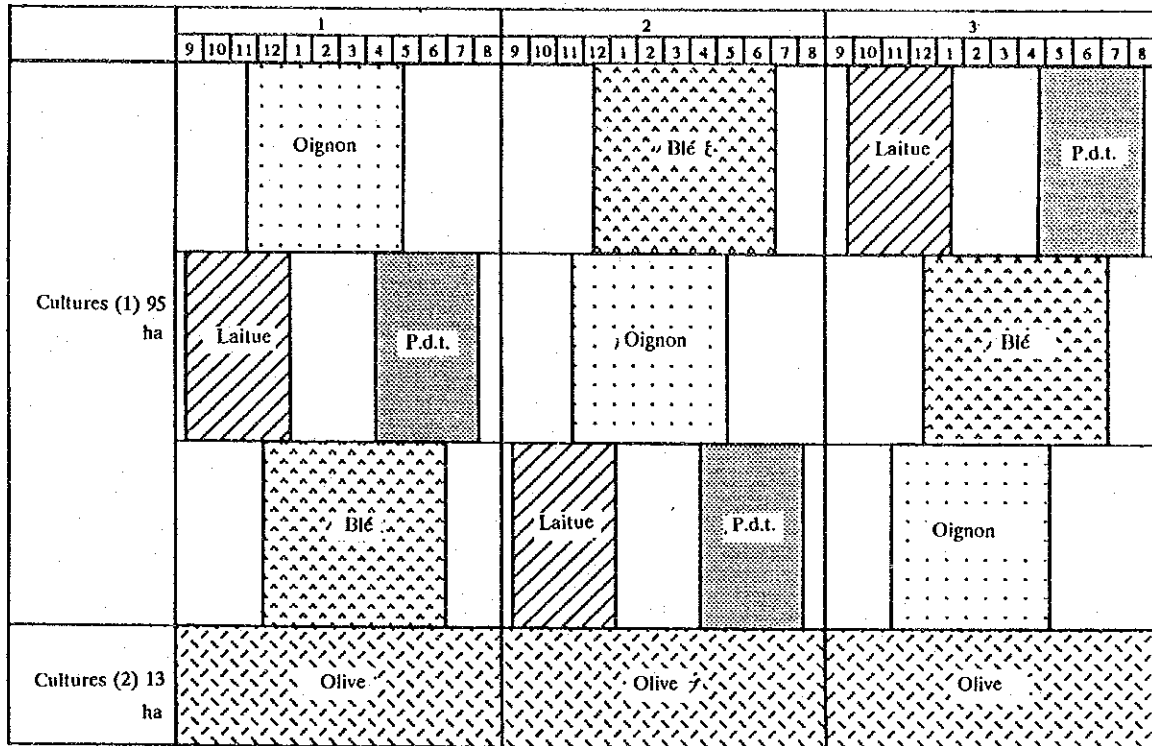 1 2 3
9 10 11 12 1 2 3 4 5 6 7 8 9 10 11 12 1 2 3 4 5 6 7 8 9 10 11 12 1 2 3 4 5 6 7 8
Oignon Blé Laitue P.d.t.
Cultures (1) 95
ha
Laitue P.d.t. Oignon Blé
Blé Laitue P.d.t. Oignon
Cultures (2) 13
ha
Olive Olive Olive